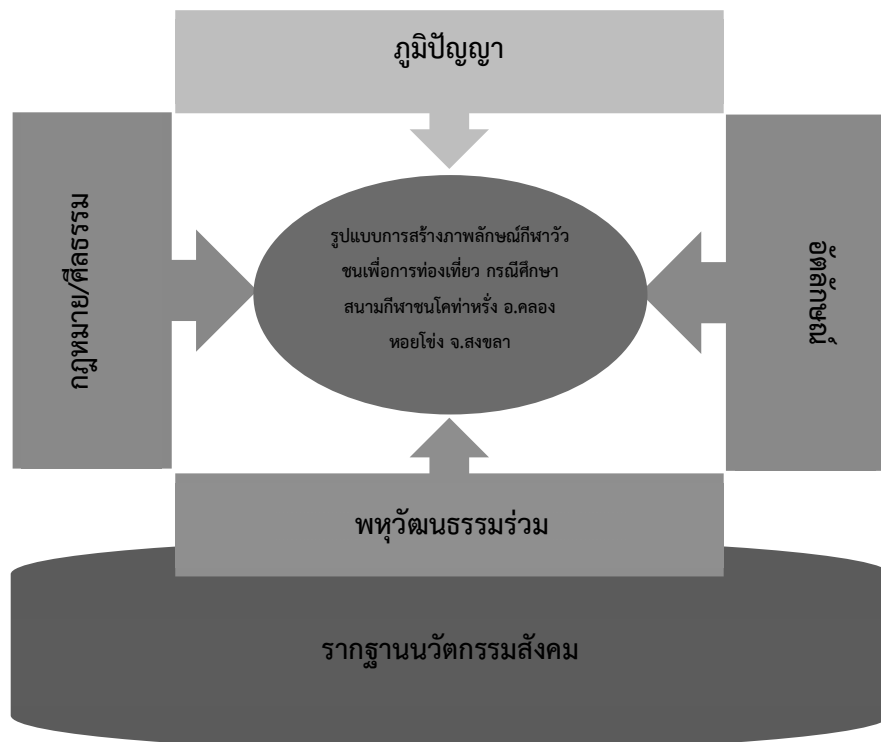 ภูมิปัญญา
กฎหมาย/ศีลธรรม
รูปแบบการสร้างภาพลักษณ์กีฬาวัว
ชนเพื่อการท่องเที่ยว กรณีศึกษา
สนามกีฬาชนโคท่าหรั่ง อ.คลอง
หอยโข่ง จ.สงขลา
อัตลักษณ์
พหุวัฒนธรรมร่วม
รากฐานนวัตกรรมสังคม